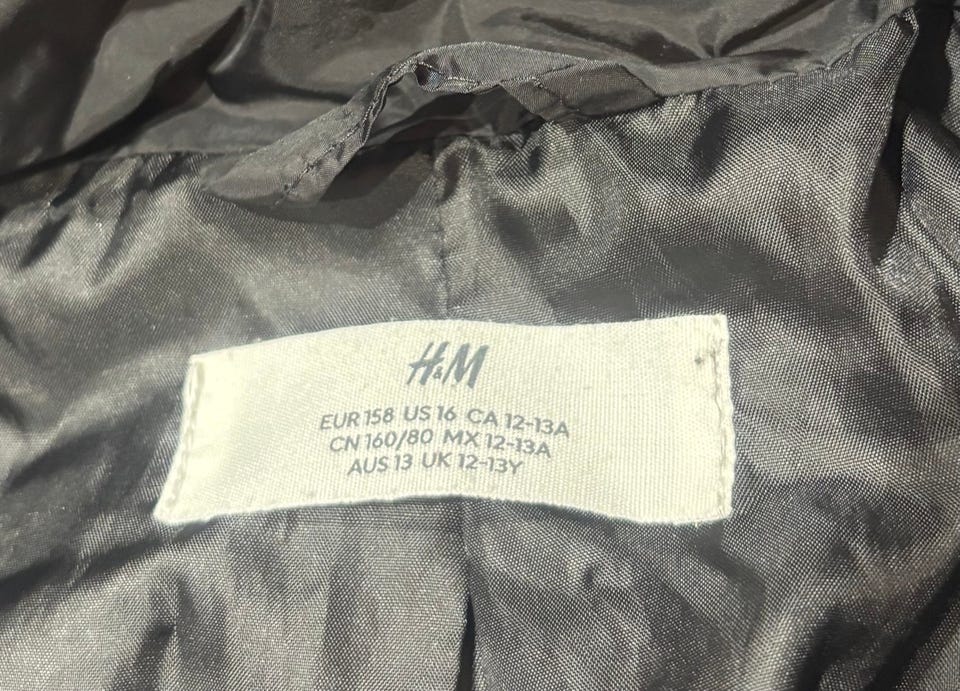 H&M
EUR 158 US 16 CA 12-13A
CN 160/80 MX 12-13A
AUS 13 UK 12-13Y